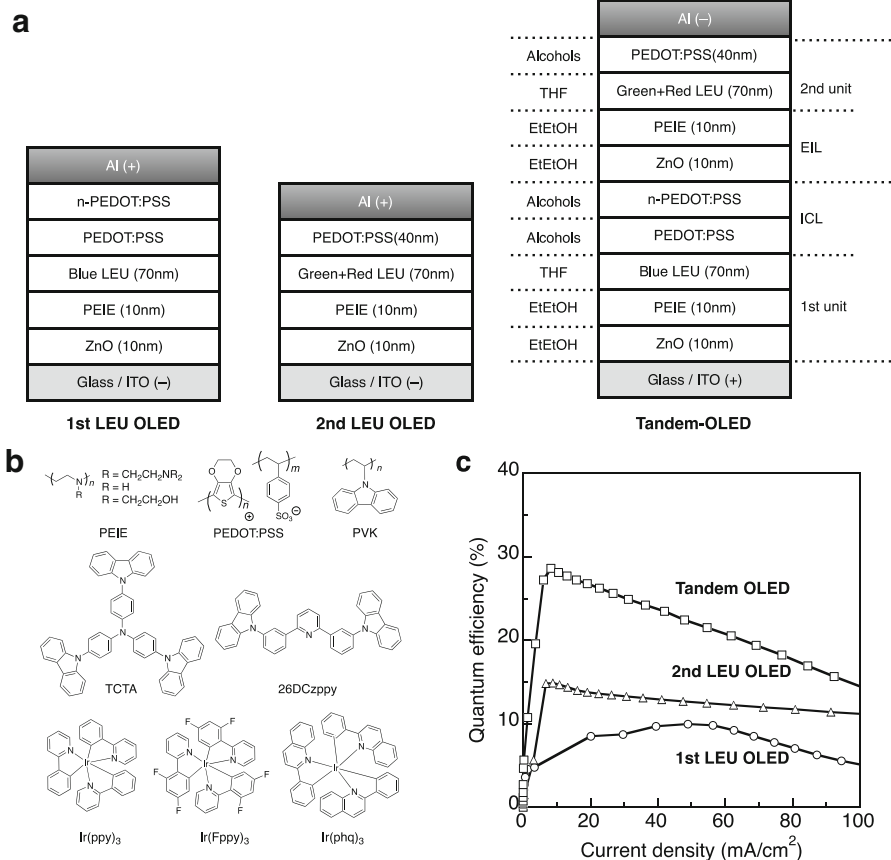 a
Al (+)
n-PEDOT:PSS
PEDOT:PSS
Blue LEU (70nm)
PEIE (10nm)
ZnO (10nm)
Glass / ITO (–)
1st LEU OLED
Al (+)
PEDOT:PSS(40nm)
Green+Red LEU (70nm)
PEIE (10nm)
ZnO (10nm)
Glass / ITO (–)
2nd LEU OLED
Al (–)
Alcohols PEDOT:PSS(40nm)
THF Green+Red LEU (70nm) 2nd unit
EtEtOH PEIE (10nm)
EIL
EtEtOH ZnO (10nm)
Alcohols n-PEDOT:PSS
ICL
Alcohols PEDOT:PSS
THF Blue LEU (70nm)
EtEtOH PEIE (10nm) 1st unit
EtEtOH ZnO (10nm)
Glass / ITO (+)
Tandem-OLED
b
N
R
n
R = CH2CH2NR2
R = H
R = CH2CH2OH
PEIE
O O
S
n
⊕
m
SO3⊖
PEDOT:PSS
n
N
PVK
N
N
N N
TCTA
N N N
26DCzppy
N
N
N
Ir
Ir(ppy)3
F
F
N
N
N
Ir
F
F
F
F
Ir(Fppy)3
N
N
N
Ir
Ir(phq)3
c
Quantum efficiency (%)
40
30
20
10
0
Tandem OLED
2nd LEU OLED
1st LEU OLED
0 20 40 60 80 100
Current density (mA/cm2)